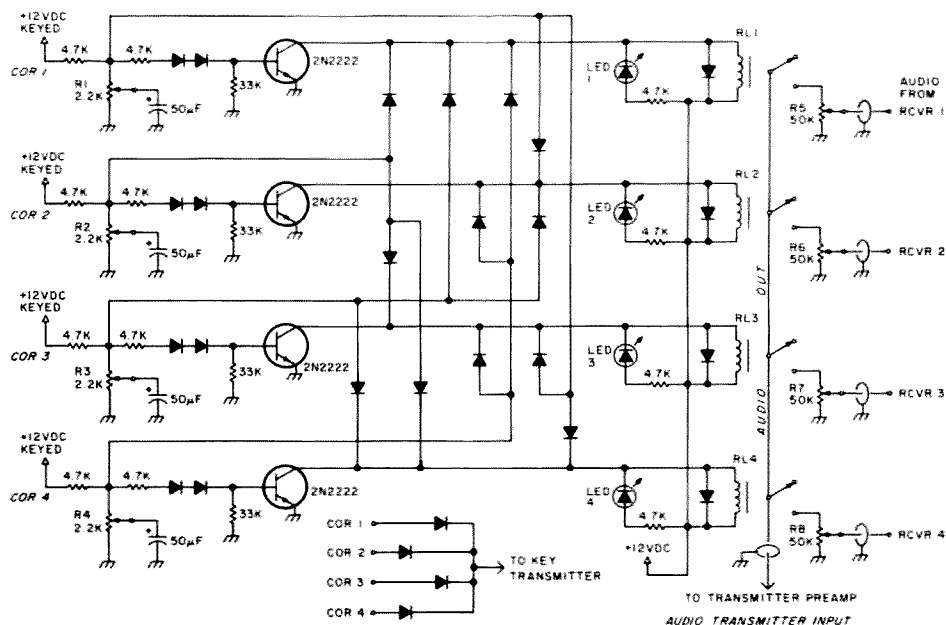 +12VDC
KEYED
4.7K 4.7K
COR 1
R1
2.2K
+
50μF
33K
2N2222
LED
1
4.7K
RL1
R5
50K
AUDIO
FROM
RCVR 1
+12VDC
KEYED
4.7K 4.7K
COR 2
R2
2.2K
+
50μF
33K
2N2222
LED
2
4.7K
RL2
R6
50K
RCVR 2
+12VDC
KEYED
4.7K 4.7K
COR 3
R3
2.2K
+
50μF
33K
2N2222
LED
3
4.7K
RL3
R7
50K
RCVR 3
+12VDC
KEYED
4.7K 4.7K
COR 4
R4
2.2K
+
50μF
33K
2N2222
LED
4
4.7K
RL4
R8
50K
RCVR 4
AUDIO OUT
+12VDC
COR 1
COR 2
COR 3
COR 4
TO KEY
TRANSMITTER
TO TRANSMITTER PREAMP
AUDIO TRANSMITTER INPUT